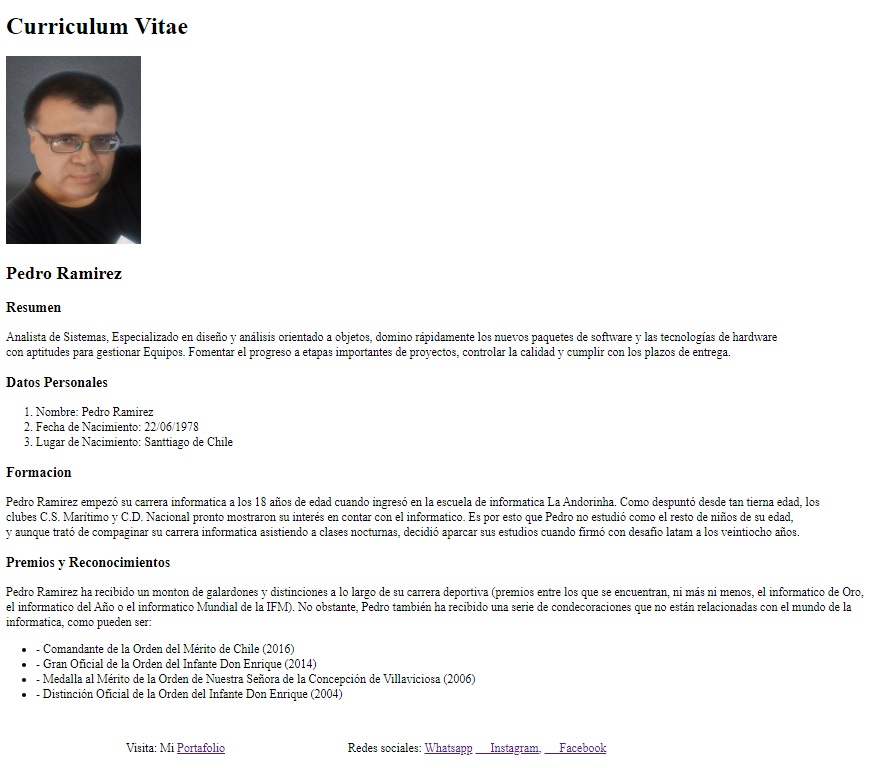 Curriculum Vitae
Pedro Ramirez
Resumen
Analista de Sistemas, Especializado en diseño y análisis orientado a objetos, domino rápidamente los nuevos paquetes de software y las tecnologías de hardware
con aptitudes para gestionar Equipos. Fomentar el progreso a etapas importantes de proyectos, controlar la calidad y cumplir con los plazos de entrega.
Datos Personales
1. Nombre: Pedro Ramirez
2. Fecha de Nacimiento: 22/06/1978
3. Lugar de Nacimiento: Santtiago de Chile
Formacion
Pedro Ramirez empezó su carrera informatica a los 18 años de edad cuando ingresó en la escuela de informatica La Andorinha. Como despuntó desde tan tierna edad, los
clubes C.S. Marítimo y C.D. Nacional pronto mostraron su interés en contar con el informatico. Es por esto que Pedro no estudió como el resto de niños de su edad,
y aunque trató de compaginar su carrera informatica asistiendo a clases nocturnas, decidió aparcar sus estudios cuando firmó con desafio latam a los veintiocho años.
Premios y Reconocimientos
Pedro Ramirez ha recibido un monton de galardones y distinciones a lo largo de su carrera deportiva (premios entre los que se encuentran, ni más ni menos, el informatico de Oro,
el informatico del Año o el informatico Mundial de la IFM). No obstante, Pedro también ha recibido una serie de condecoraciones que no están relacionadas con el mundo de la
informatica, como pueden ser:
• - Comandante de la Orden del Mérito de Chile (2016)
• - Gran Oficial de la Orden del Infante Don Enrique (2014)
• - Medalla al Mérito de la Orden de Nuestra Señora de la Concepción de Villaviciosa (2006)
• - Distinción Oficial de la Orden del Infante Don Enrique (2004)
Visita: Mi Portafolio Redes sociales: Whatsapp __ Instagram, __ Facebook